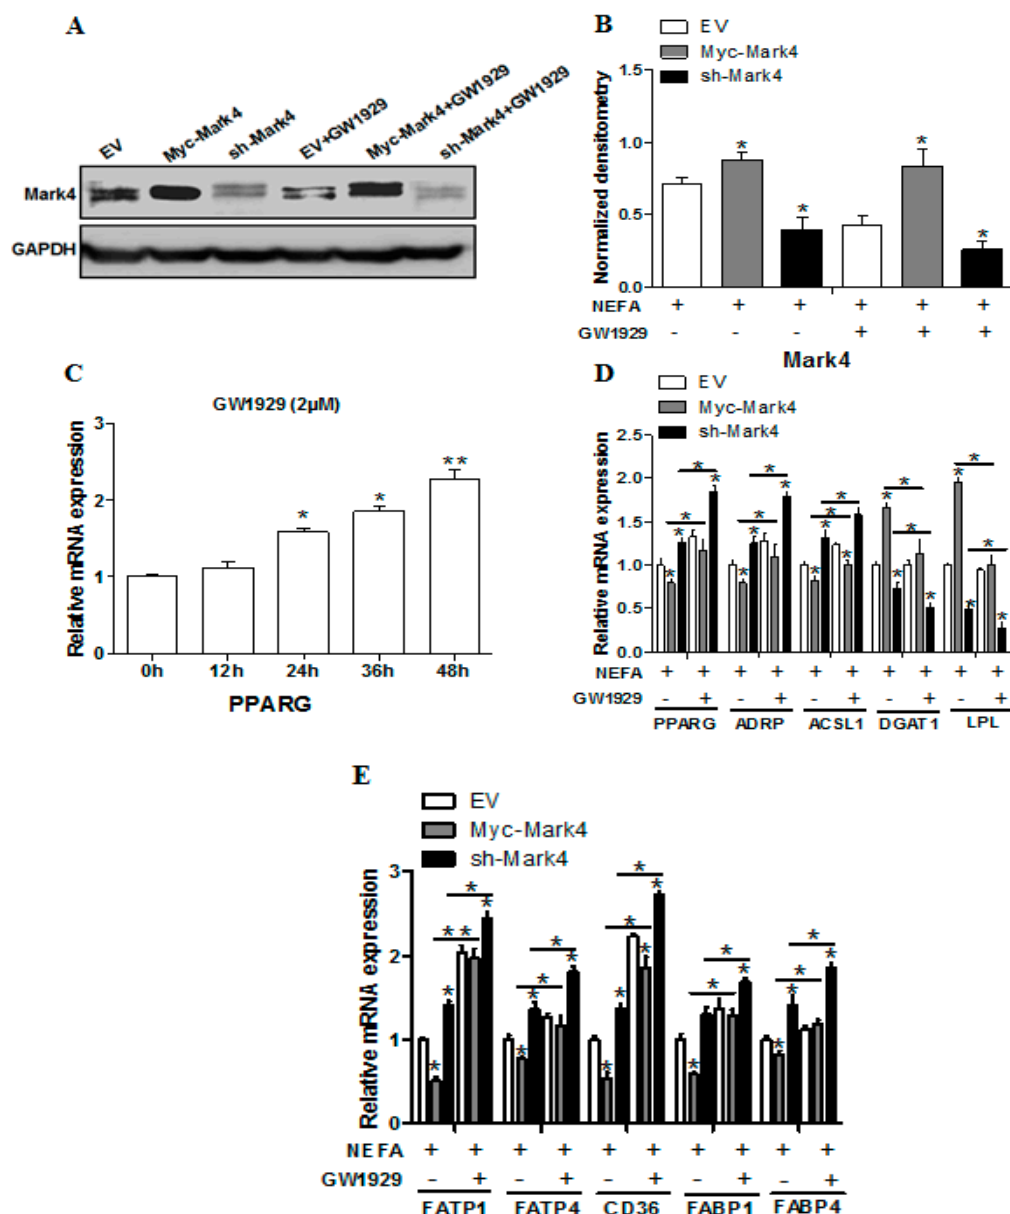 A
EV
Myc-Mark4
sh-Mark4
EV+GW1929
Myc-Mark4+GW1929
sh-Mark4+GW1929
Mark4
GAPDH
B
EV
Myc-Mark4
sh-Mark4
Normalized densitometry
1.5
1.0
0.5
0.0
NEFA + + + + + +
GW1929 - - - + + +
Mark4
* * * *
C
GW1929 (2μM)
Relative mRNA expression
3
2
1
0
* * **
0h 12h 24h 36h 48h
PPARG
D
EV
Myc-Mark4
sh-Mark4
Relative mRNA expression
2.5
2.0
1.5
1.0
0.5
0.0
NEFA + + + + + + + + + +
GW1929 - + - + - + - + - +
PPARG ADRP ACSL1 DGAT1 LPL
E
EV
Myc-Mark4
sh-Mark4
Relative mRNA expression
3
2
1
0
NEFA + + + + + + + + + +
GW1929 - + - + - + - + - +
FATP1 FATP4 CD36 FABP1 FABP4